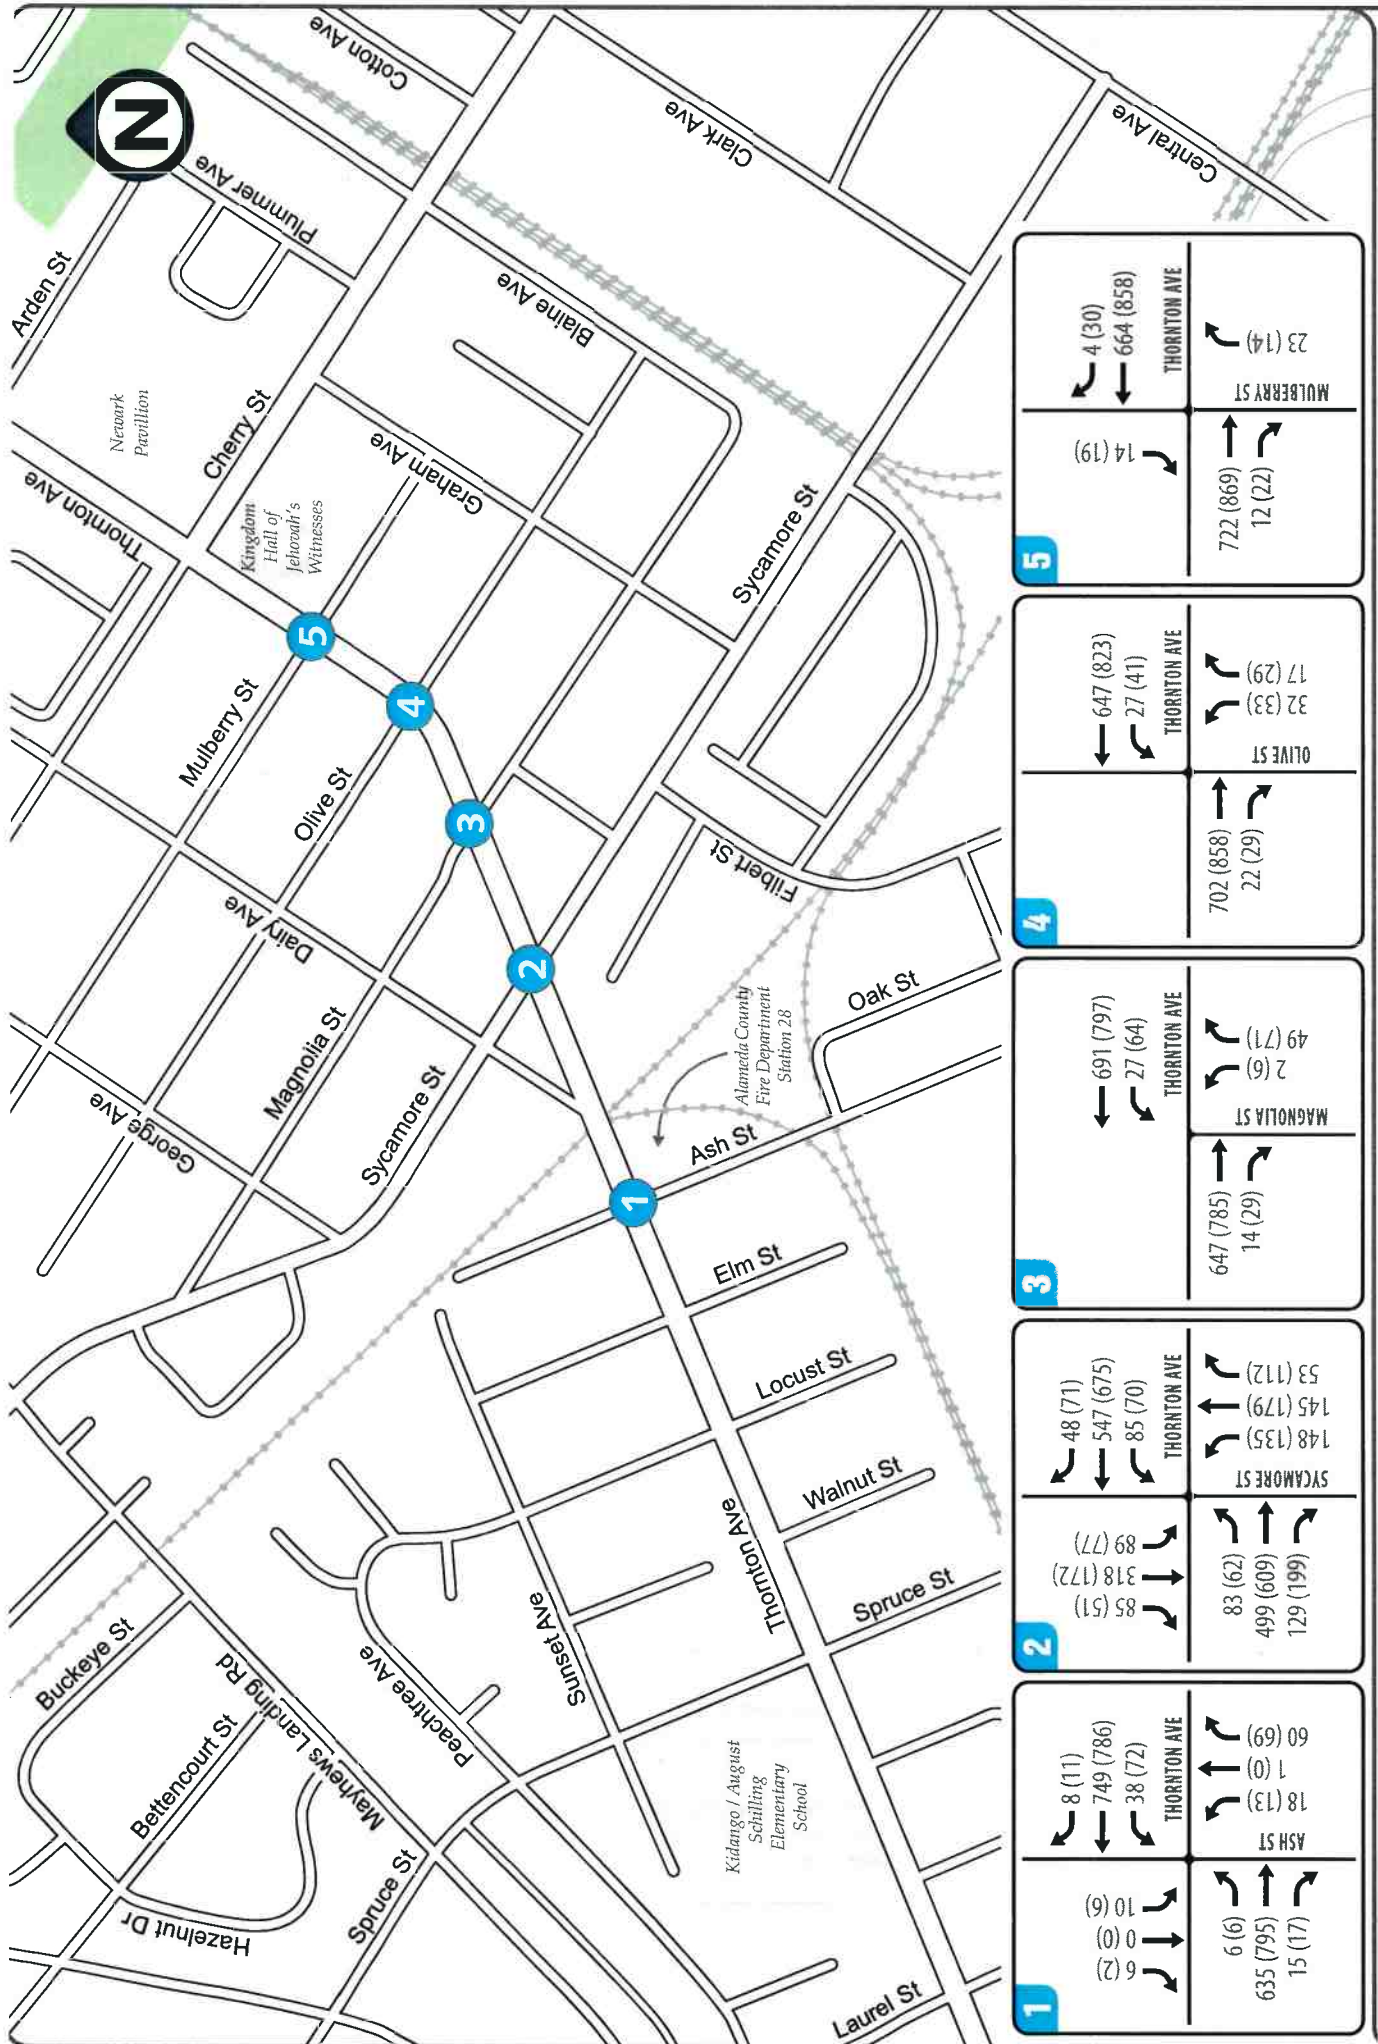 N
Arden St
Plummer Ave
Cotton Ave
Clark Ave
Central Ave
Newark
Pavillion
Cherry St
Blaine Ave
Thornton Ave
Kingdom
Hall of
Jehovah's
Witnesses
Graham Ave
Sycamore St
5
Mulberry St
4
Olive St
3
Dairy Ave
Filbert St
2
Magnolia St
George Ave
Sycamore St
Alameda County
Fire Department
Station 28
Oak St
Ash St
1
Elm St
Locust St
Walnut St
Thornton Ave
Spruce St
Sunset Ave
Peachtree Ave
Buckeye St
Mayhews Landing Rd
Bettencourt St
Hazelnut Dr
Spruce St
Kidango / August
Schilling
Elementary
School
Laurel St
1
6 (2)
0 (0)
10 (6)
8 (11)
749 (786)
38 (72)
THORNTON AVE
6 (6)
635 (795)
15 (17)
ASH ST
18 (13)
1 (0)
60 (69)
2
85 (51)
318 (172)
89 (77)
48 (71)
547 (675)
85 (70)
THORNTON AVE
83 (62)
499 (609)
129 (199)
SYCAMORE ST
148 (135)
145 (179)
53 (112)
3
691 (797)
27 (64)
THORNTON AVE
647 (785)
14 (29)
MAGNOLIA ST
2 (6)
49 (71)
4
647 (823)
27 (41)
THORNTON AVE
702 (858)
22 (29)
OLIVE ST
32 (33)
17 (29)
5
14 (19)
4 (30)
664 (858)
THORNTON AVE
722 (869)
12 (22)
MULBERRY ST
23 (14)